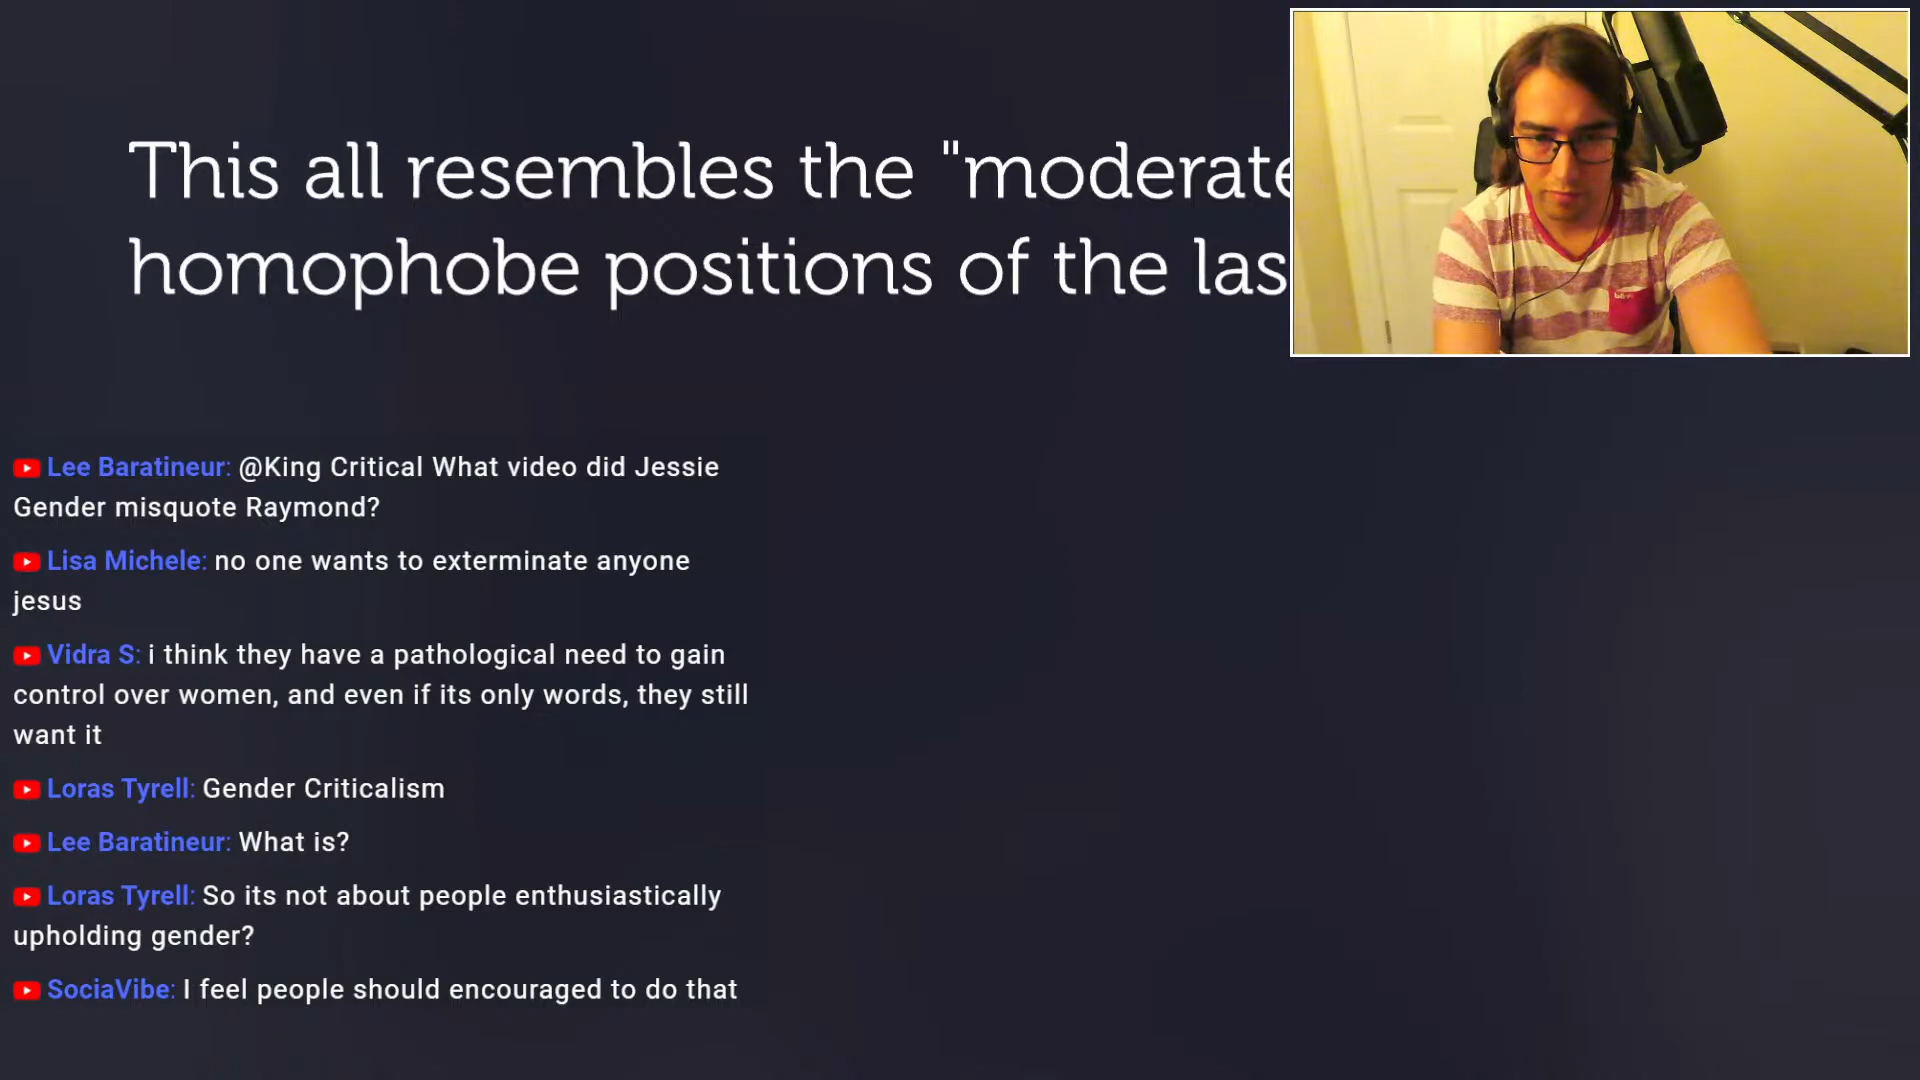 This all resembles the "moderate
homophobe positions of the las
Lee Baratineur: @King Critical What video did Jessie
Gender misquote Raymond?
Lisa Michele: no one wants to exterminate anyone
jesus
Vidra S: i think they have a pathological need to gain
control over women, and even if its only words, they still
want it
Loras Tyrell: Gender Criticalism
Lee Baratineur: What is?
Loras Tyrell: So its not about people enthusiastically
upholding gender?
SociaVibe: I feel people should encouraged to do that